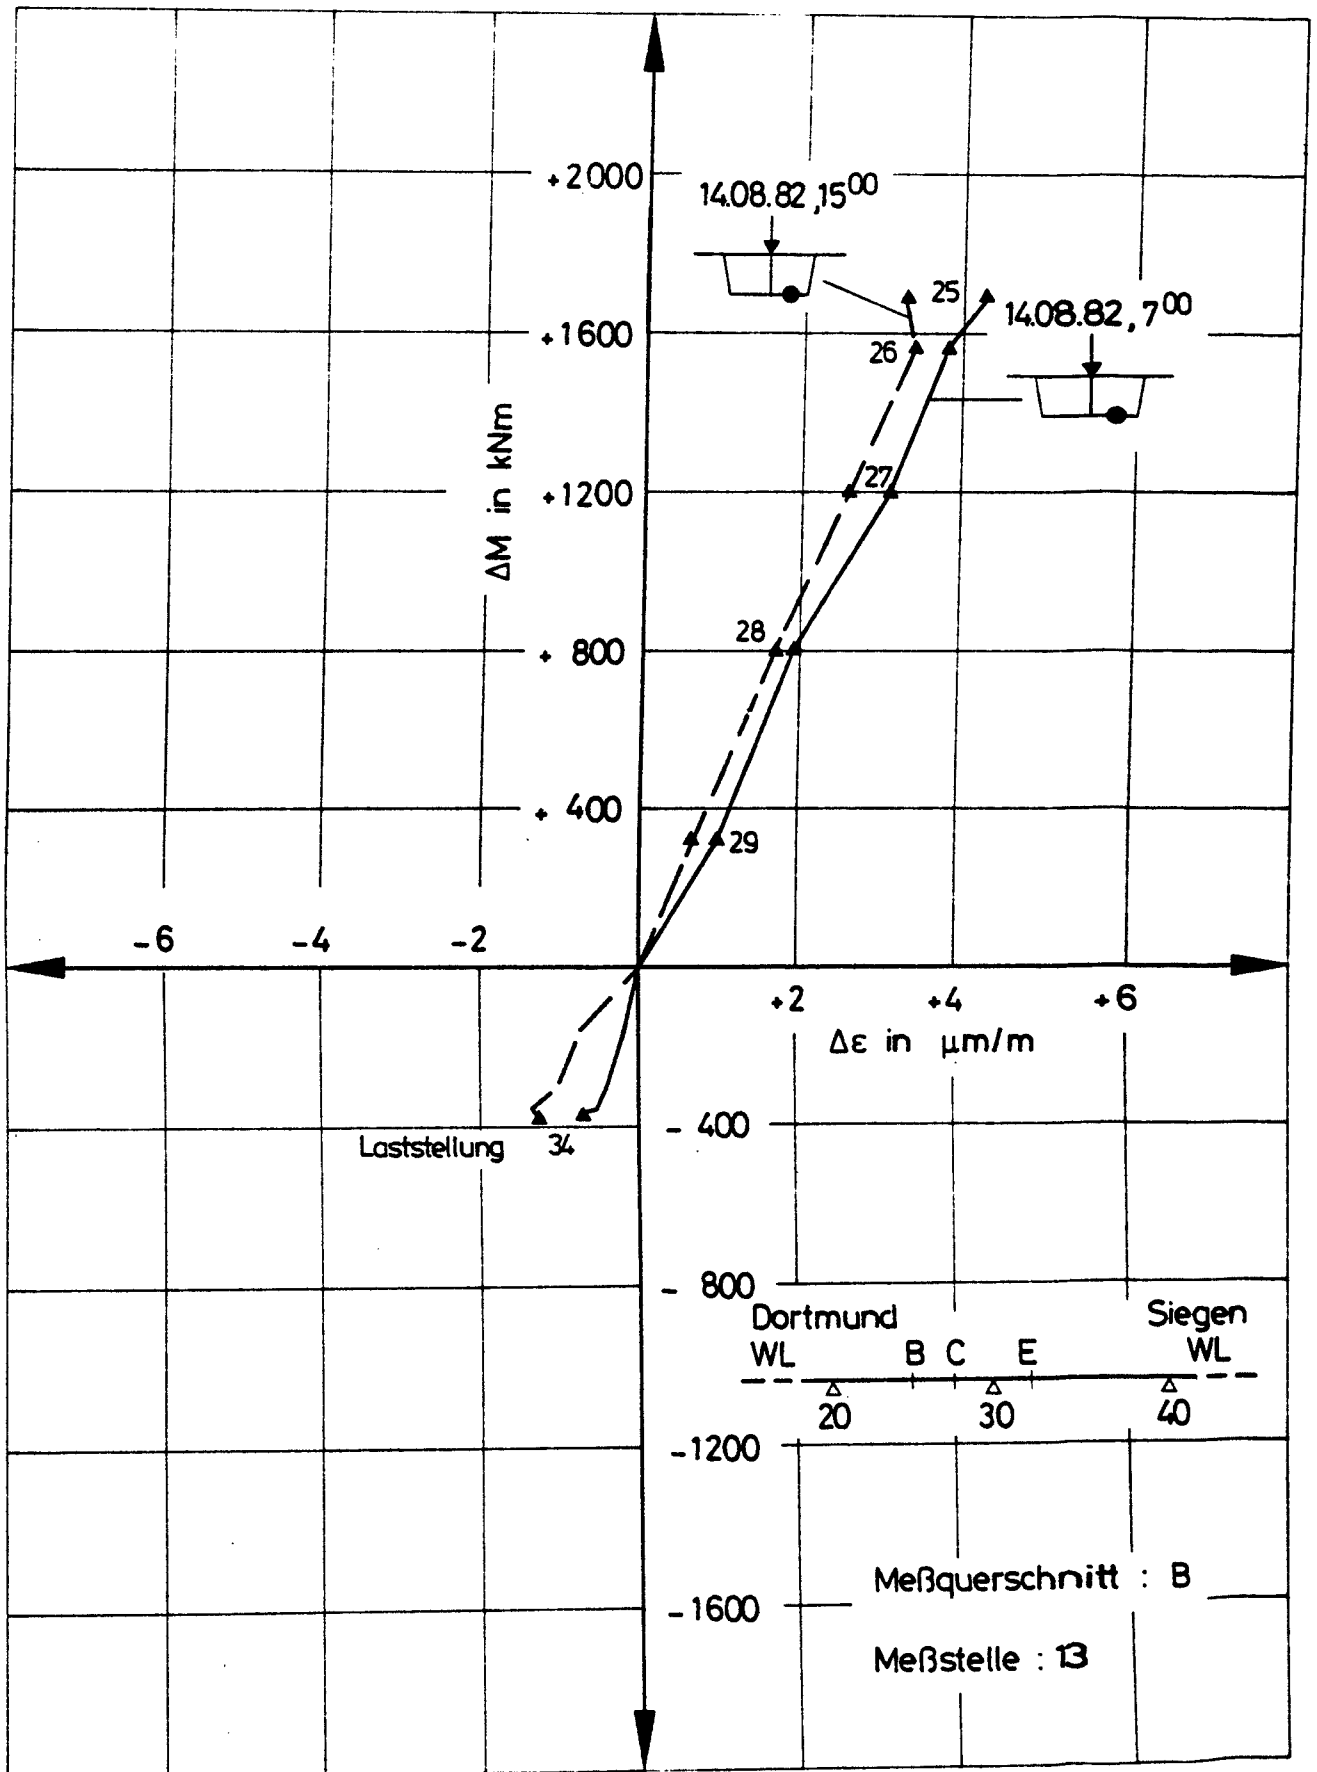 +2000
14.08.82, 15⁰⁰
25
14.08.82, 7⁰⁰
+1600
26
ΔM in kNm
27
+1200
28
+ 800
+ 400
29
-6 -4 -2
+2 +4 +6
Δε in μm/m
- 400
Laststellung 34
- 800
Dortmund Siegen
WL B C E WL
20 30 40
-1200
Meßquerschnitt : B
-1600
Meßstelle : 13